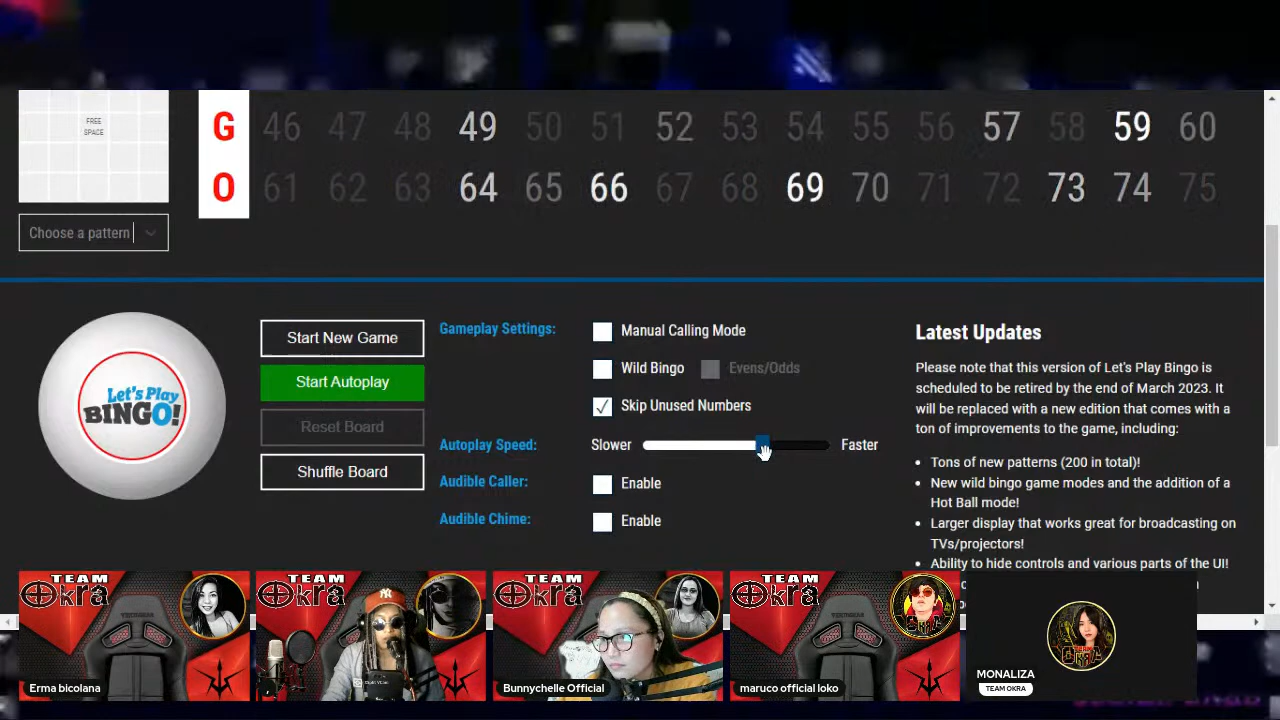 FREE
SPACE
G 46 47 48 49 50 51 52 53 54 55 56 57 58 59 60
O 61 62 63 64 65 66 67 68 69 70 71 72 73 74 75
Choose a pattern
Let's Play
BINGO!
Start New Game
Start Autoplay
Reset Board
Shuffle Board
Gameplay Settings:
Manual Calling Mode
Wild Bingo
Evens/Odds
Skip Unused Numbers
Autoplay Speed:
Slower
Faster
Audible Caller:
Enable
Audible Chime:
Enable
Latest Updates
Please note that this version of Let's Play Bingo is
scheduled to be retired by the end of March 2023. It
will be replaced with a new edition that comes with a
ton of improvements to the game, including:
Tons of new patterns (200 in total)!
New wild bingo game modes and the addition of a
Hot Ball mode!
Larger display that works great for broadcasting on
TVs/projectors!
Ability to hide controls and various parts of the UI!
TEAM
Okra
Erma bicolana
TEAM
Okra
TEAM
Okra
Bunnychelle Official
TEAM
Okra
maruco official loko
OKRA
MONALIZA
TEAM OKRA